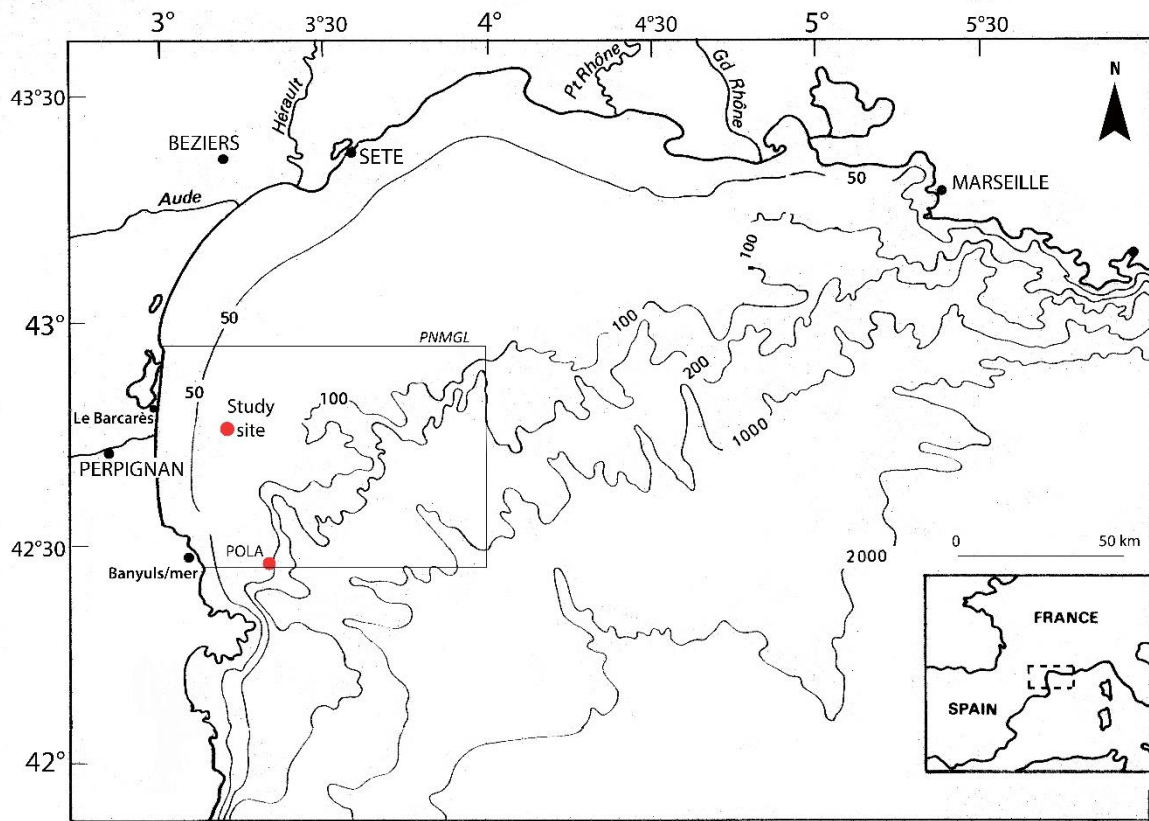 3°
3°30
4°
4°30
5°
5°30
43°30
43°
42°30
42°
Hérault
Pt Rhône
Gd Rhône
N
BEZIERS
SETE
MARSEILLE
Aude
50
50
50
100
100
100
200
1000
2000
PNMGL
Le Barcarès
Study
site
PERPIGNAN
POLA
Banyuls/mer
0 50 km
FRANCE
SPAIN